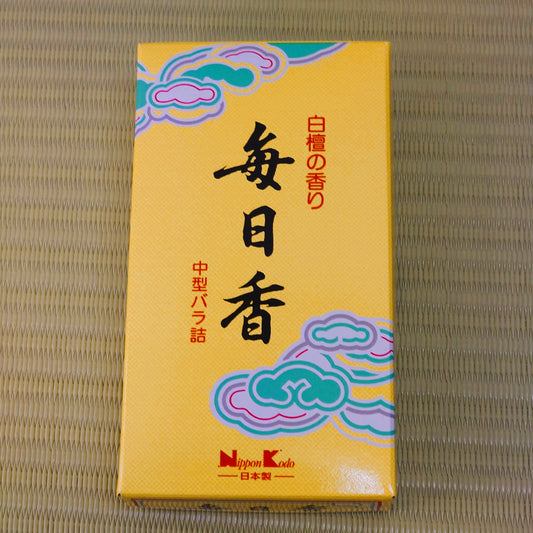 白檀の香り
毎日香
中型バラ詰
Nippon Kodo
日本製